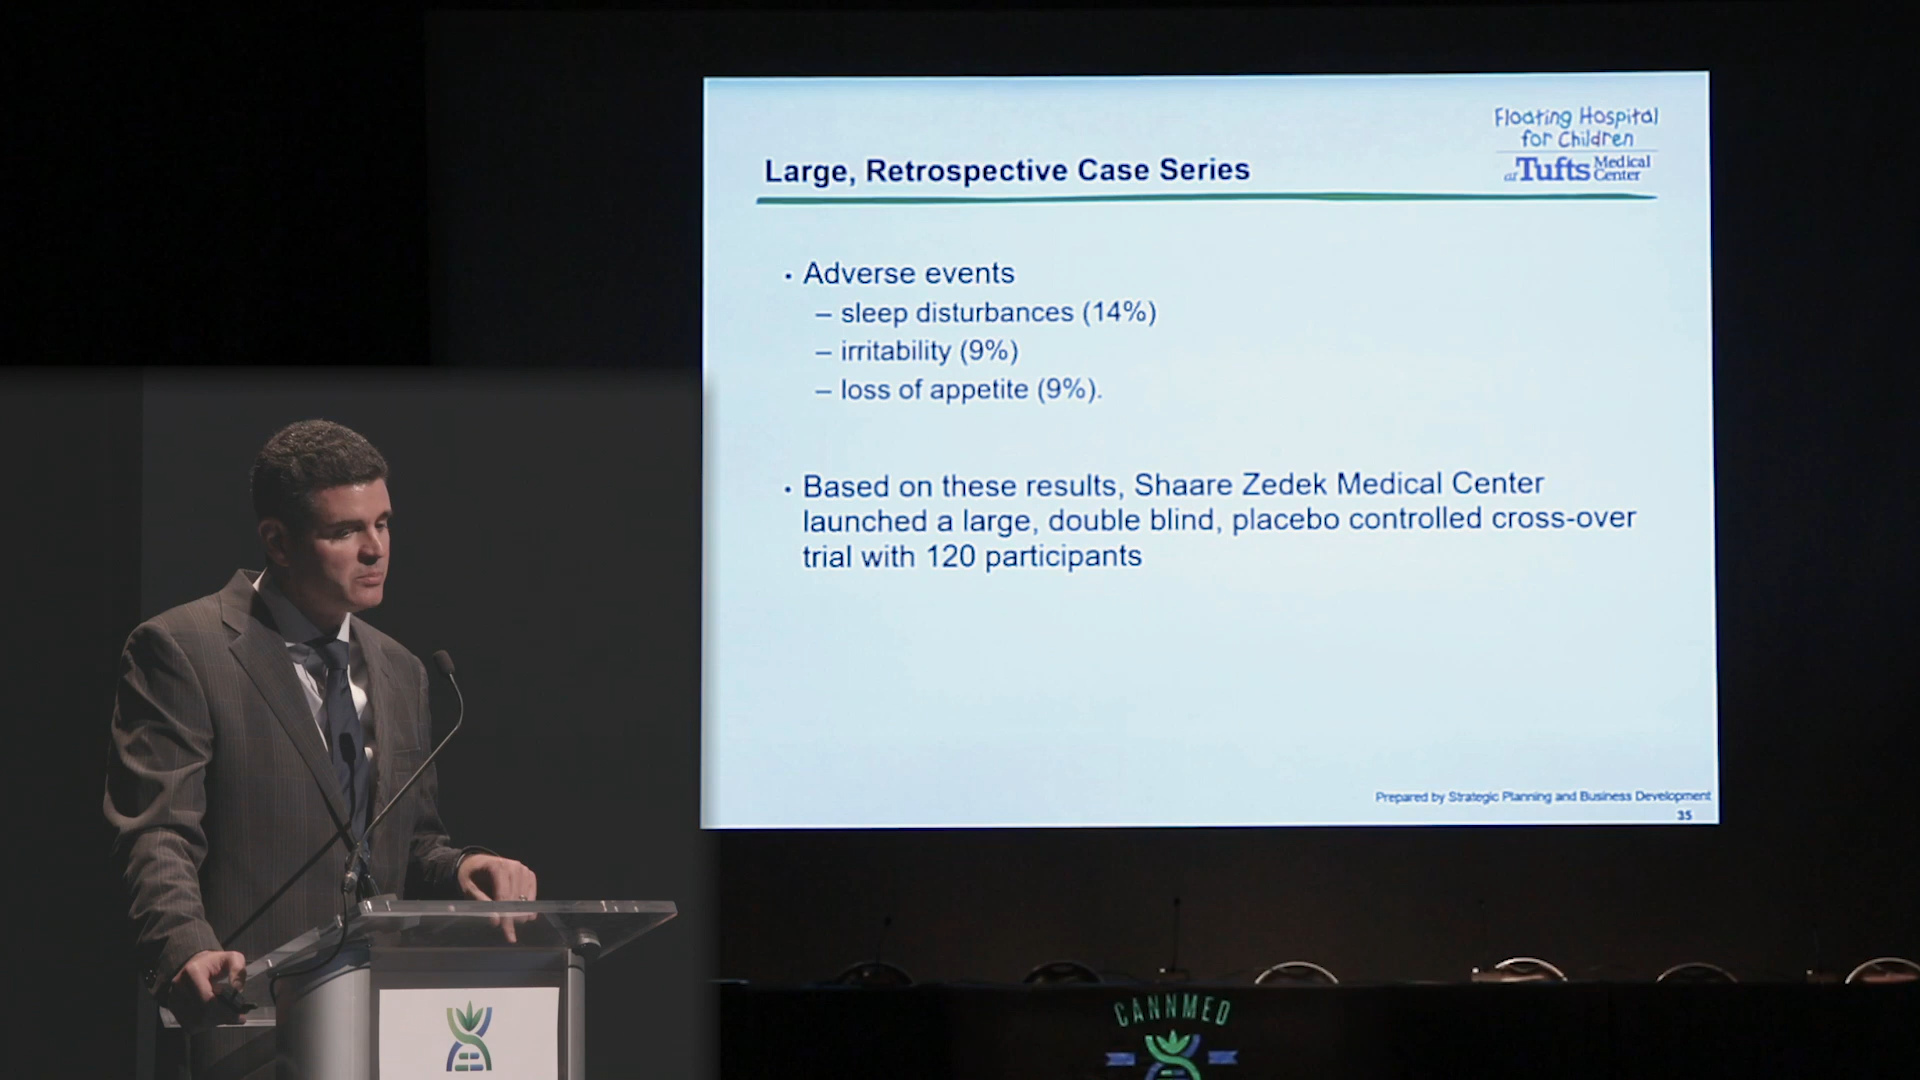 Floating Hospital
for Children
at Tufts Medical
Center
Large, Retrospective Case Series
• Adverse events
– sleep disturbances (14%)
– irritability (9%)
– loss of appetite (9%).
• Based on these results, Shaare Zedek Medical Center
launched a large, double blind, placebo controlled cross-over
trial with 120 participants
Prepared by Strategic Planning and Business Development
35
CANNMED